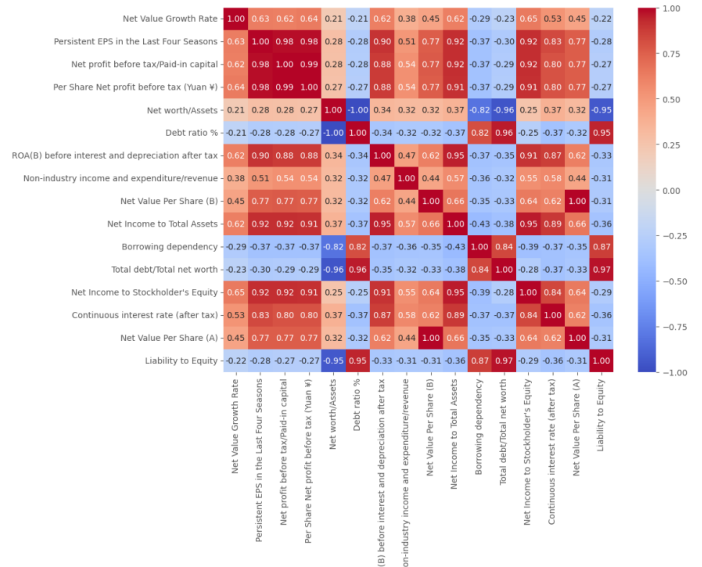 Net Value Growth Rate 1.00 0.63 0.62 0.64 0.21 -0.21 0.62 0.38 0.45 0.62 -0.29 -0.23 0.65 0.53 0.45 -0.22
Persistent EPS in the Last Four Seasons 0.63 1.00 0.98 0.98 0.28 -0.28 0.90 0.51 0.77 0.92 -0.37 -0.30 0.92 0.83 0.77 -0.28
Net profit before tax/Paid-in capital 0.62 0.98 1.00 0.99 0.28 -0.28 0.88 0.54 0.77 0.92 -0.37 -0.29 0.92 0.80 0.77 -0.27
Per Share Net profit before tax (Yuan ¥) 0.64 0.98 0.99 1.00 0.27 -0.27 0.88 0.54 0.77 0.91 -0.37 -0.29 0.91 0.80 0.77 -0.27
Net worth/Assets 0.21 0.28 0.28 0.27 1.00 -1.00 0.34 0.32 0.32 0.37 -0.82 -0.96 0.25 0.37 0.32 -0.95
Debt ratio % -0.21 -0.28 -0.28 -0.27 -1.00 1.00 -0.34 -0.32 -0.32 -0.37 0.82 0.96 -0.25 -0.37 -0.32 0.95
ROA(B) before interest and depreciation after tax 0.62 0.90 0.88 0.88 0.34 -0.34 1.00 0.47 0.62 0.95 -0.37 -0.35 0.91 0.87 0.62 -0.33
Non-industry income and expenditure/revenue 0.38 0.51 0.54 0.54 0.32 -0.32 0.47 1.00 0.44 0.57 -0.36 -0.32 0.55 0.58 0.44 -0.31
Net Value Per Share (B) 0.45 0.77 0.77 0.77 0.32 -0.32 0.62 0.44 1.00 0.66 -0.35 -0.33 0.64 0.62 1.00 -0.31
Net Income to Total Assets 0.62 0.92 0.92 0.91 0.37 -0.37 0.95 0.57 0.66 1.00 -0.43 -0.38 0.95 0.89 0.66 -0.36
Borrowing dependency -0.29 -0.37 -0.37 -0.37 -0.82 0.82 -0.37 -0.36 -0.35 -0.43 1.00 0.84 -0.39 -0.37 -0.35 0.87
Total debt/Total net worth -0.23 -0.30 -0.29 -0.29 -0.96 0.96 -0.35 -0.32 -0.33 -0.38 0.84 1.00 -0.28 -0.37 -0.33 0.97
Net Income to Stockholder's Equity 0.65 0.92 0.92 0.91 0.25 -0.25 0.91 0.55 0.64 0.95 -0.39 -0.28 1.00 0.84 0.64 -0.29
Continuous interest rate (after tax) 0.53 0.83 0.80 0.80 0.37 -0.37 0.87 0.58 0.62 0.89 -0.37 -0.37 0.84 1.00 0.62 -0.36
Net Value Per Share (A) 0.45 0.77 0.77 0.77 0.32 -0.32 0.62 0.44 1.00 0.66 -0.35 -0.33 0.64 0.62 1.00 -0.31
Liability to Equity -0.22 -0.28 -0.27 -0.27 -0.95 0.95 -0.33 -0.31 -0.31 -0.36 0.87 0.97 -0.29 -0.36 -0.31 1.00
Net Value Growth Rate
Persistent EPS in the Last Four Seasons
Net profit before tax/Paid-in capital
Per Share Net profit before tax (Yuan ¥)
Net worth/Assets
Debt ratio %
(B) before interest and depreciation after tax
on-industry income and expenditure/revenue
Net Value Per Share (B)
Net Income to Total Assets
Borrowing dependency
Total debt/Total net worth
Net Income to Stockholder's Equity
Continuous interest rate (after tax)
Net Value Per Share (A)
Liability to Equity
1.00
0.75
0.50
0.25
0.00
−0.25
−0.50
−0.75
−1.00